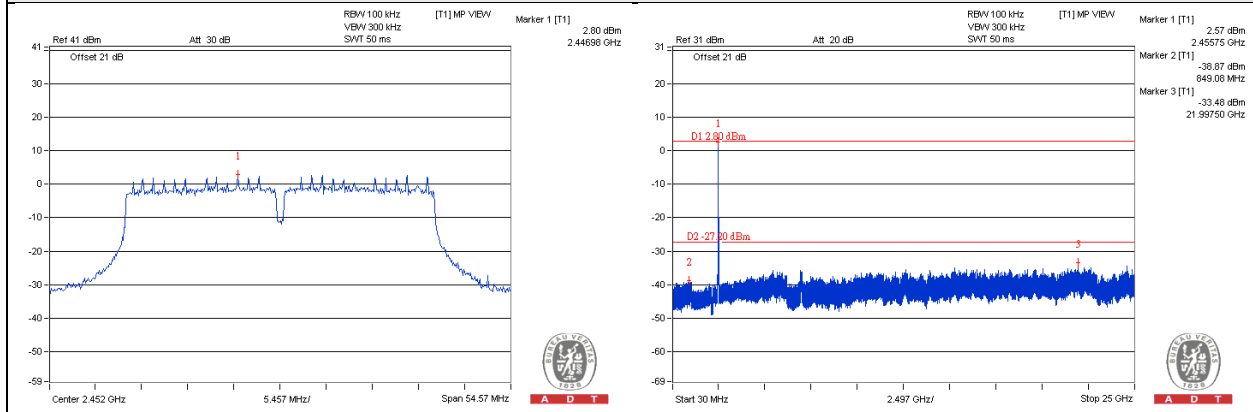 RBW 100 kHz [T1] MP VIEW
VBW 300 kHz
Ref 41 dBm Att 30 dB SWT 50 ms
Marker 1 [T1]
2.80 dBm
2.44698 GHz
41
Offset 21 dB
30
20
10
1
0
-10
-20
-30
-40
-50
-59
Center 2.452 GHz 5.457 MHz/ Span 54.57 MHz
BUREAU VERITAS
1828
A D T
RBW 100 kHz [T1] MP VIEW
VBW 300 kHz
Ref 31 dBm Att 20 dB SWT 50 ms
Marker 1 [T1]
2.57 dBm
2.45575 GHz
Marker 2 [T1]
-38.87 dBm
849.08 MHz
Marker 3 [T1]
-33.48 dBm
21.99750 GHz
31
Offset 21 dB
20
10
1
D1 2.80 dBm
0
-10
-20
D2 -27.20 dBm
3
-30
2
-40
-50
-60
-69
Start 30 MHz 2.497 GHz/ Stop 25 GHz
BUREAU VERITAS
1828
A D T